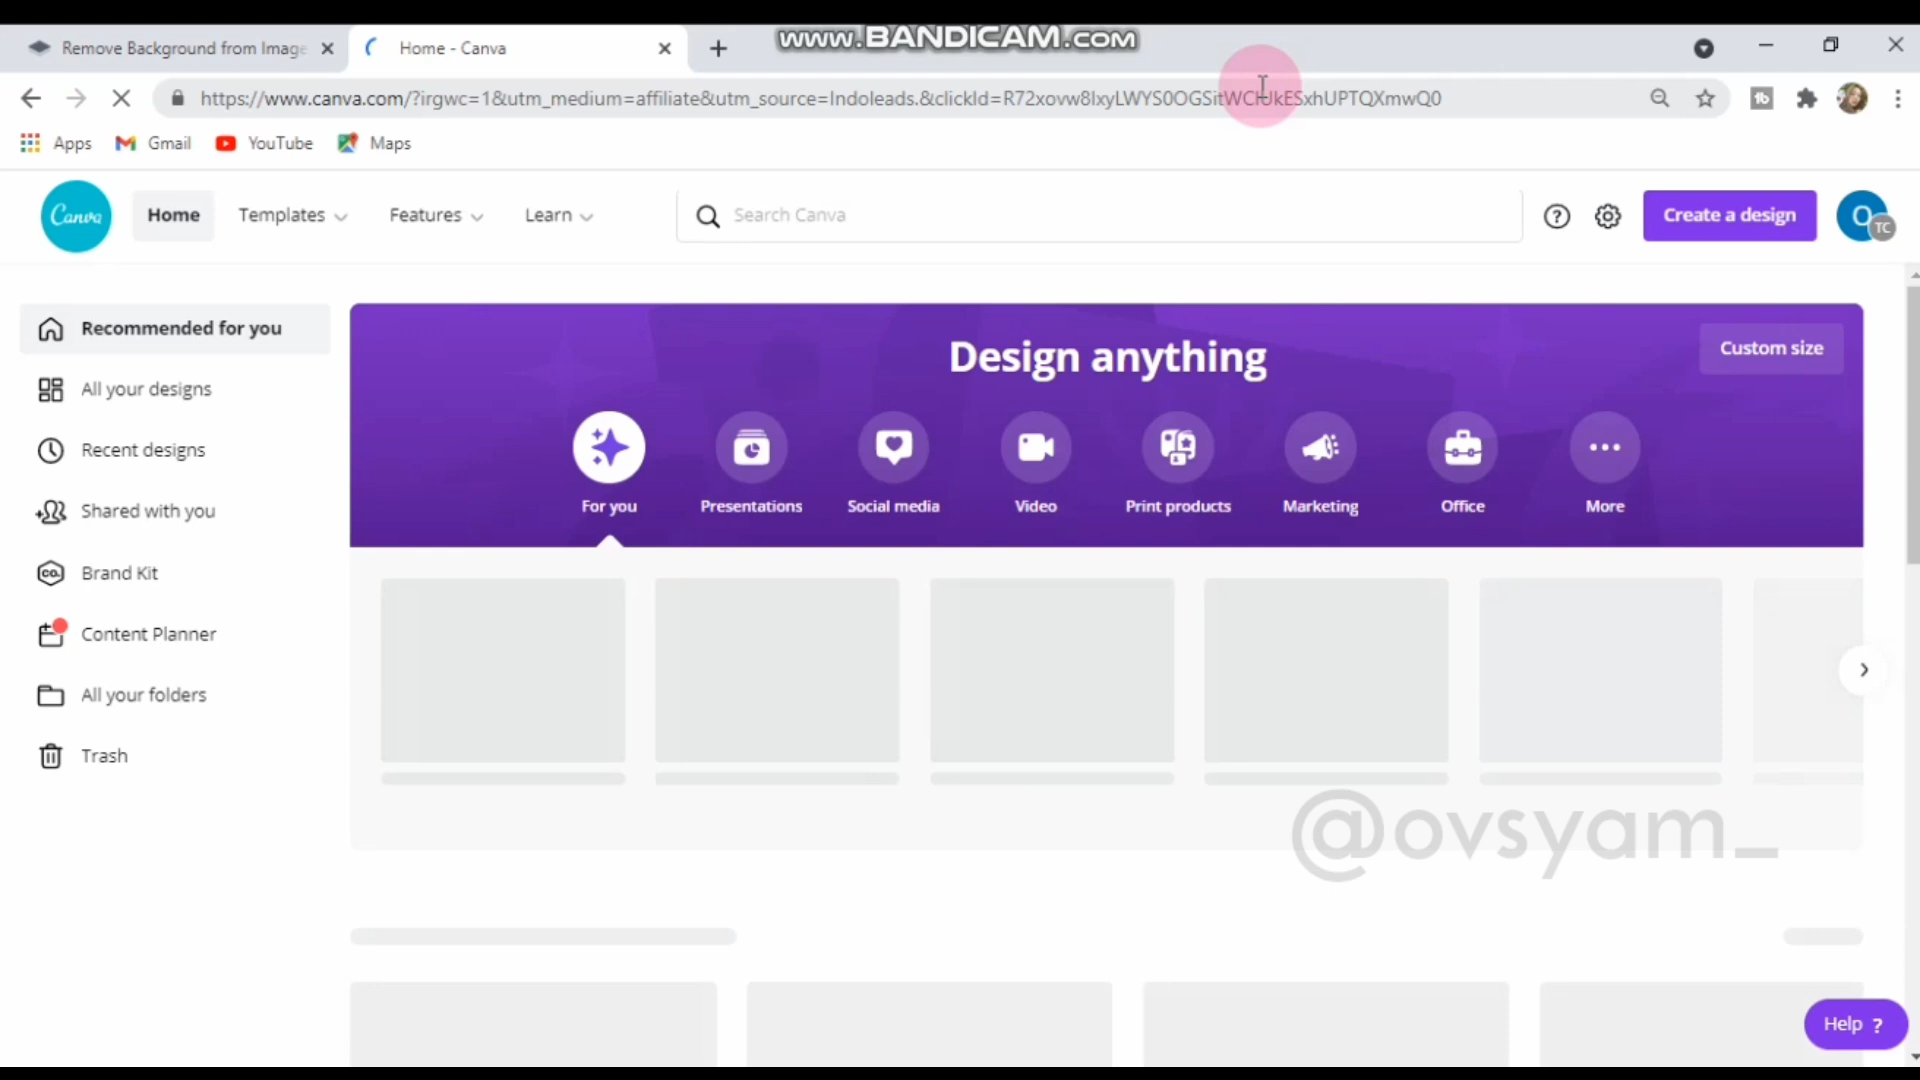 www.BANDICAM.com
Remove Background from Image
Home - Canva
https://www.canva.com/?irgwc=1&utm_medium=affiliate&utm_source=Indoleads.&clickId=R72xovw8IxyLWYS0OGSitWCIUkESxhUPTQXmwQ0
Apps
Gmail
YouTube
Maps
Canva
Home
Templates
Features
Learn
Search Canva
?
Create a design
O
TC
Recommended for you
All your designs
Recent designs
Shared with you
co.
Brand Kit
Content Planner
All your folders
Trash
Design anything
Custom size
For you
Presentations
Social media
Video
Print products
Marketing
Office
More
@ovsyam_
Help ?